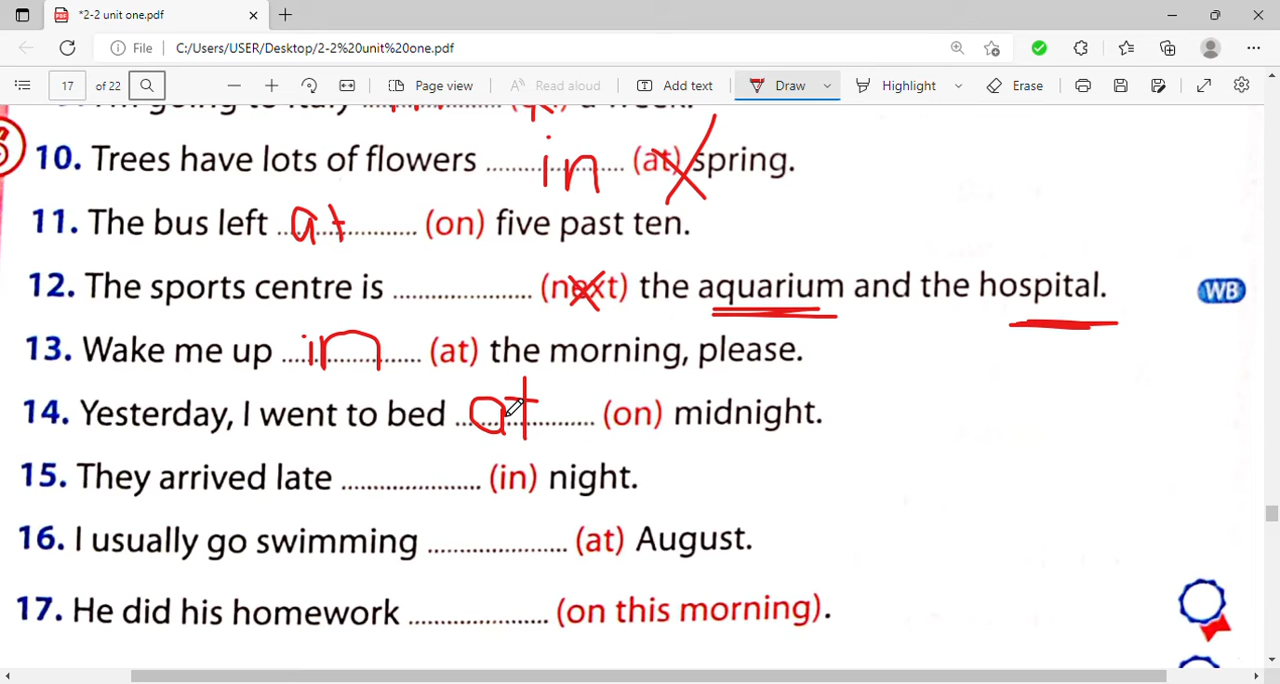 *2-2 unit one.pdf
File C:/Users/USER/Desktop/2-2%20unit%20one.pdf
17 of 22 Page view Read aloud Add text Draw Highlight Erase
going to Italy a week.
10. Trees have lots of flowers in (at) spring.
11. The bus left at (on) five past ten.
12. The sports centre is .................... (next) the aquarium and the hospital. WB
13. Wake me up in (at) the morning, please.
14. Yesterday, I went to bed at (on) midnight.
15. They arrived late .................... (in) night.
16. I usually go swimming .................... (at) August.
17. He did his homework .................... (on this morning).